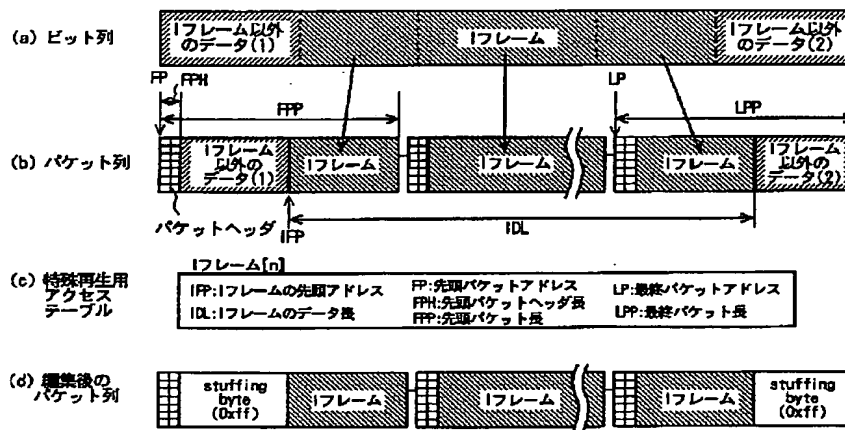 (a) ビット列
Iフレーム以外
のデータ(1)
Iフレーム
Iフレーム以外
のデータ(2)
FP
FPH
FPP
LP
LPP
(b) パケット列
Iフレーム
以外の
データ(1)
Iフレーム
Iフレーム
Iフレーム
Iフレーム
以外の
データ(2)
パケットヘッダ
IFP
IDL
(c) 特殊再生用
アクセス
テーブル
Iフレーム[n]
IFP:Iフレームの先頭アドレス
IDL:Iフレームのデータ長
FP:先頭パケットアドレス
FPH:先頭パケットヘッダ長
FPP:先頭パケット長
LP:最終パケットアドレス
LPP:最終パケット長
(d) 編集後の
パケット列
stuffing
byte
(0xff)
Iフレーム
Iフレーム
Iフレーム
stuffing
byte
(0xff)